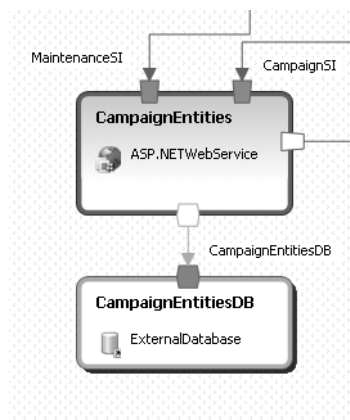 MaintenanceSI
CampaignSI
CampaignEntities
ASP.NETWebService
CampaignEntitiesDB
CampaignEntitiesDB
ExternalDatabase